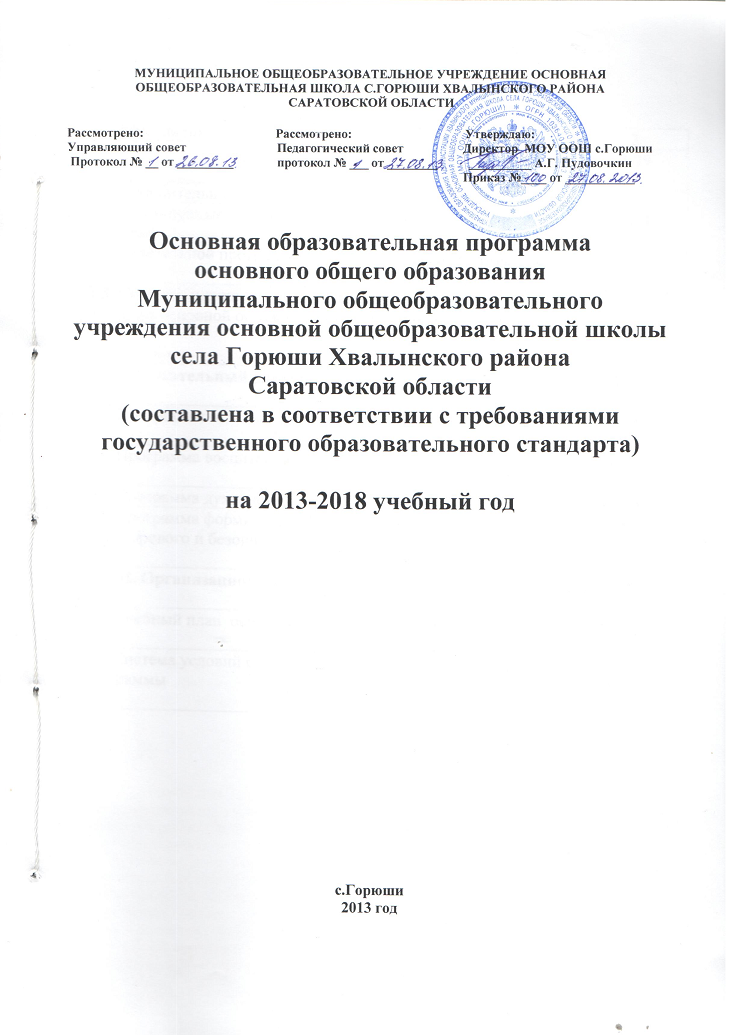 МУНИЦИПАЛЬНОЕ ОБЩЕОБРАЗОВАТЕЛЬНОЕ УЧРЕЖДЕНИЕ ОСНОВНАЯ
ОБЩЕОБРАЗОВАТЕЛЬНАЯ ШКОЛА С.ГОРЮШИ ХВАЛЫНСКОГО РАЙОНА
САРАТОВСКОЙ ОБЛАСТИ
Рассмотрено: Рассмотрено: Утверждаю:
Управляющий совет Педагогический совет Директор МОУ ООШ с.Горюши
Протокол № 1 от 26.08.13 протокол № 1 от 27.08.13 А.Г. Пудовочкин
Приказ № 100 от 27.08.2013.
Основная образовательная программа
основного общего образования
Муниципального общеобразовательного
учреждения основной общеобразовательной школы
села Горюши Хвалынского района
Саратовской области
(составлена в соответствии с требованиями
государственного образовательного стандарта)
на 2013-2018 учебный год
с.Горюши
2013 год